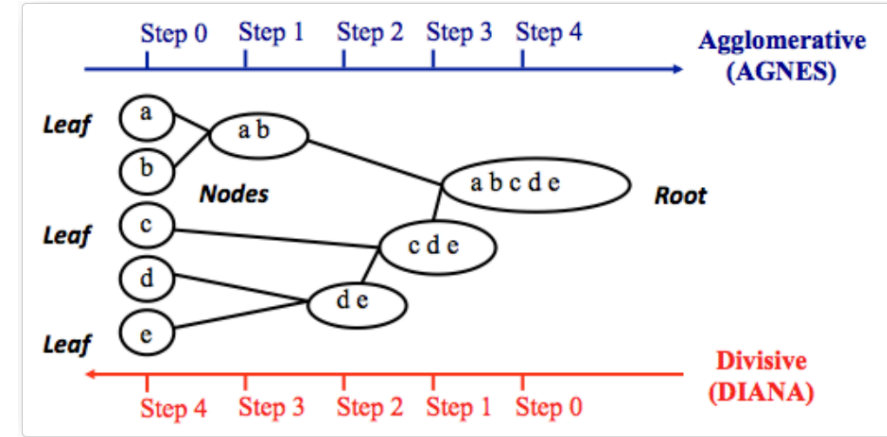 Step 0 Step 1 Step 2 Step 3 Step 4
Agglomerative
(AGNES)
Leaf
a
a b
b
Nodes
a b c d e
Root
Leaf
c
c d e
d
d e
Leaf
e
Divisive
(DIANA)
Step 4 Step 3 Step 2 Step 1 Step 0